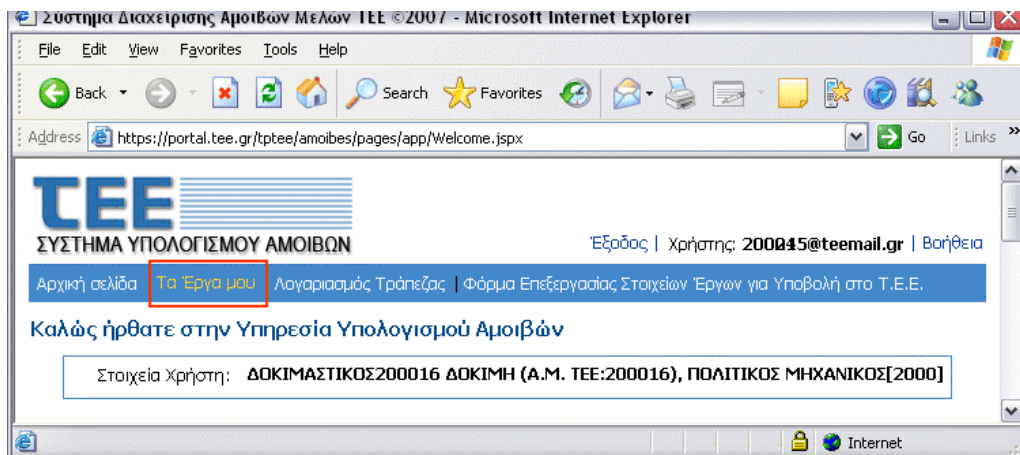 Σύστημα Διαχείρισης Αμοιβών Μελών ΤΕΕ ©2007 - Microsoft Internet Explorer
File Edit View Favorites Tools Help
Back Search Favorites
Address https://portal.tee.gr/tptee/amoibes/pages/app/Welcome.jspx Go Links »
ΤΕΕ
ΣΥΣΤΗΜΑ ΥΠΟΛΟΓΙΣΜΟΥ ΑΜΟΙΒΩΝ
Έξοδος | Χρήστης: 200045@teemail.gr | Βοήθεια
Αρχική σελίδα Τα Έργα μου Λογαριασμός Τράπεζας | Φόρμα Επεξεργασίας Στοιχείων Έργων για Υποβολή στο Τ.Ε.Ε.
Καλώς ήρθατε στην Υπηρεσία Υπολογισμού Αμοιβών
Στοιχεία Χρήστη: ΔΟΚΙΜΑΣΤΙΚΟΣ200016 ΔΟΚΙΜΗ (Α.Μ. ΤΕΕ:200016), ΠΟΛΙΤΙΚΟΣ ΜΗΧΑΝΙΚΟΣ[2000]
Internet